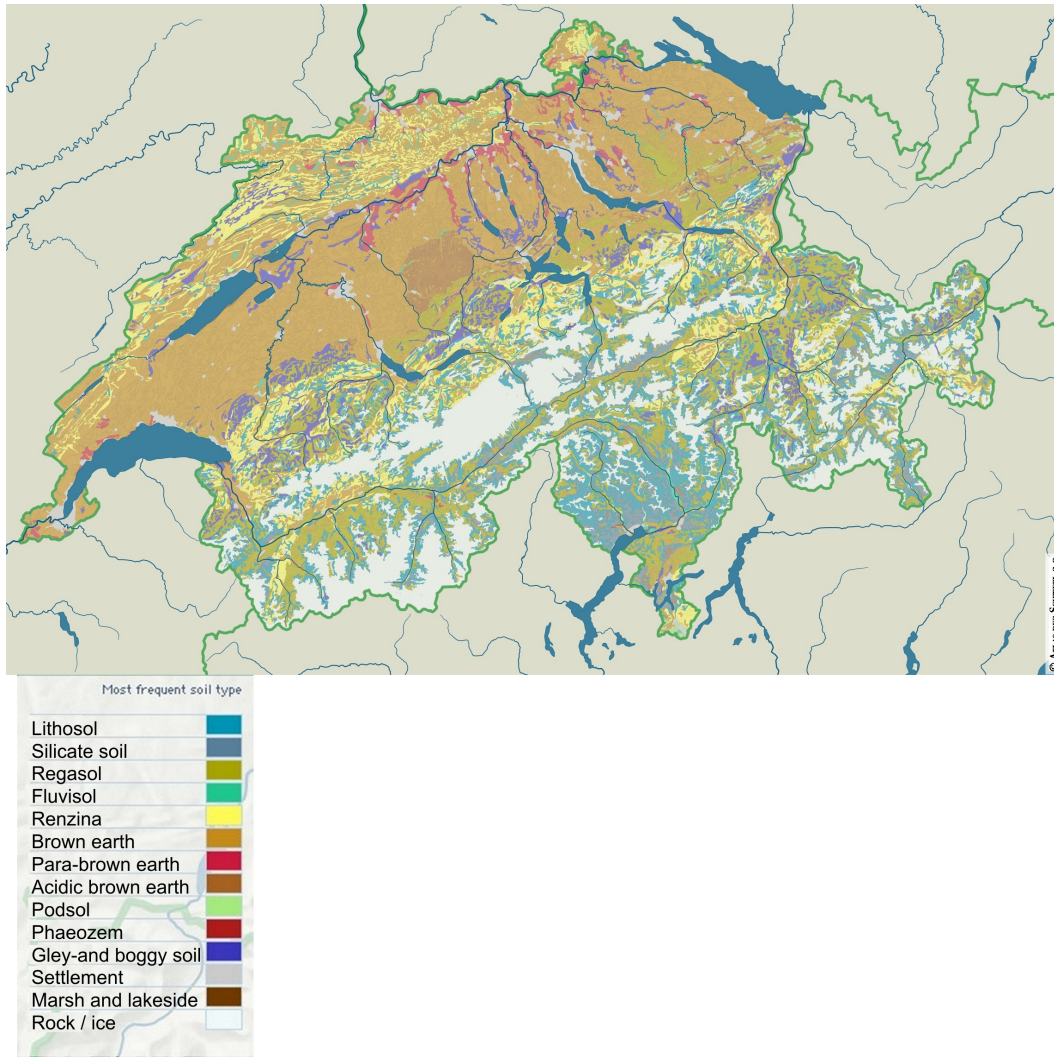 Most frequent soil type
Lithosol
Silicate soil
Regasol
Fluvisol
Renzina
Brown earth
Para-brown earth
Acidic brown earth
Podsol
Phaeozem
Gley-and boggy soil
Settlement
Marsh and lakeside
Rock / ice